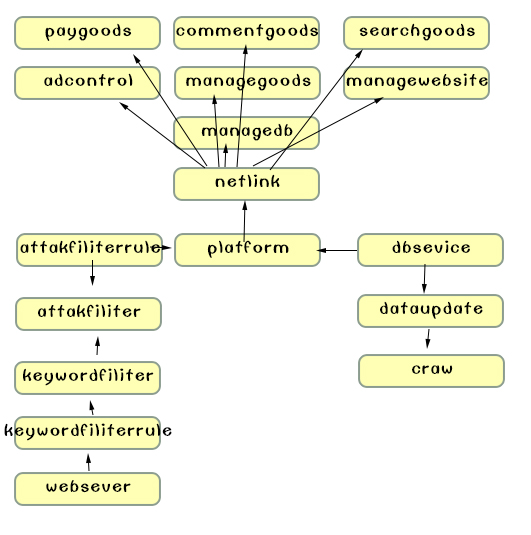 paygoods
commentgoods
searchgoods
adcontrol
managegoods
managewebsite
managedb
netlink
attakfiliterrule
platform
dbsevice
attakfiliter
dataupdate
keywordfiliter
craw
keywordfiliterrule
websever